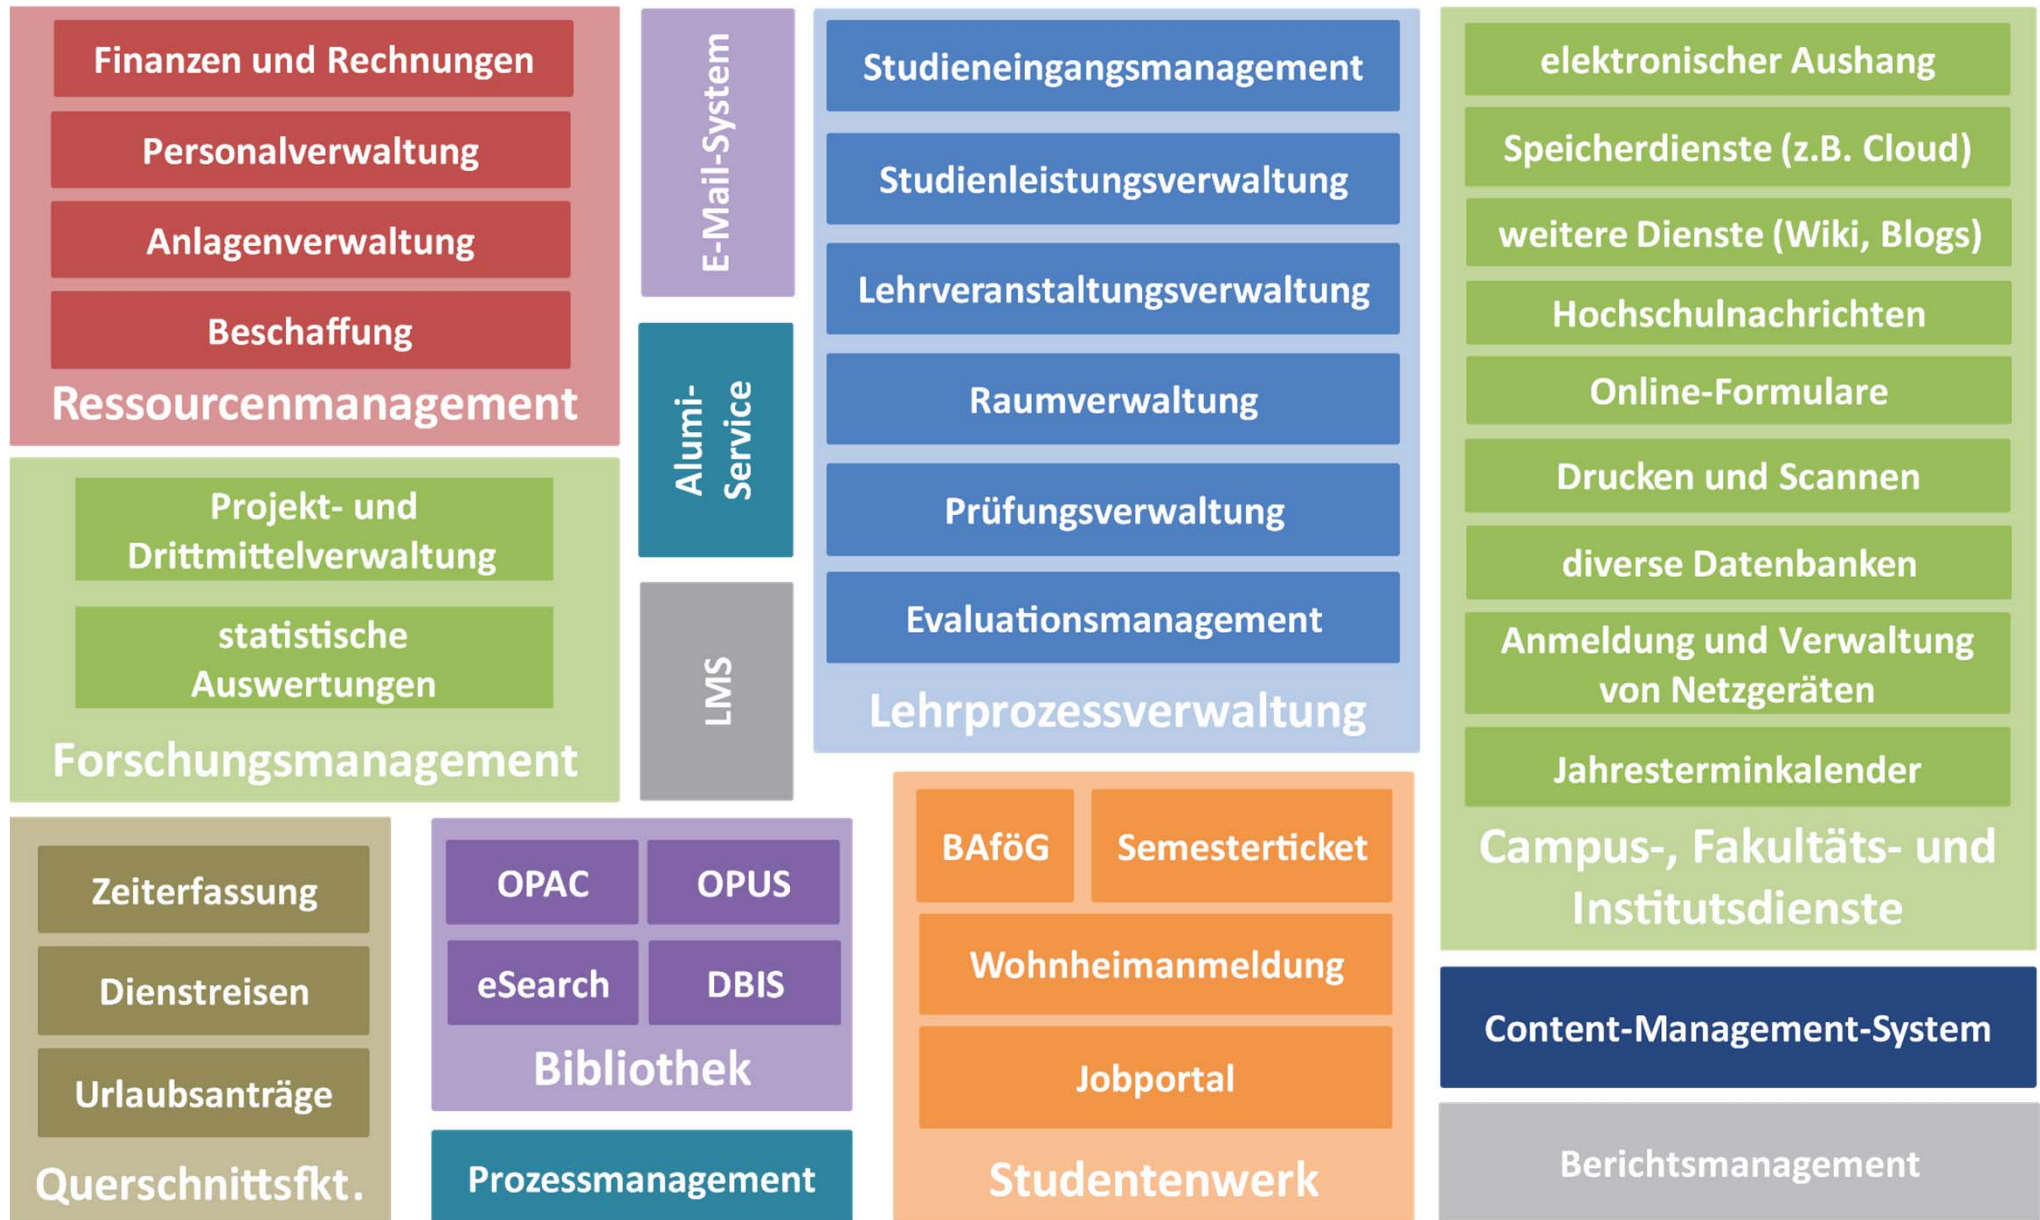 Finanzen und Rechnungen
Personalverwaltung
Anlagenverwaltung
Beschaffung
Ressourcenmanagement
Projekt- und
Drittmittelverwaltung
statistische
Auswertungen
Forschungsmanagement
E-Mail-System
Alumi-
Service
LMS
Studieneingangsmanagement
Studienleistungsverwaltung
Lehrveranstaltungsverwaltung
Raumverwaltung
Prüfungsverwaltung
Evaluationsmanagement
Lehrprozessverwaltung
elektronischer Aushang
Speicherdienste (z.B. Cloud)
weitere Dienste (Wiki, Blogs)
Hochschulnachrichten
Online-Formulare
Drucken und Scannen
diverse Datenbanken
Anmeldung und Verwaltung
von Netzgeräten
Jahresterminkalender
Campus-, Fakultäts- und
Institutsdienste
Zeiterfassung
Dienstreisen
Urlaubsanträge
Querschnittsfkt.
OPAC
OPUS
eSearch
DBIS
Bibliothek
Prozessmanagement
BAföG
Semesterticket
Wohnheimanmeldung
Jobportal
Studentenwerk
Content-Management-System
Berichtsmanagement